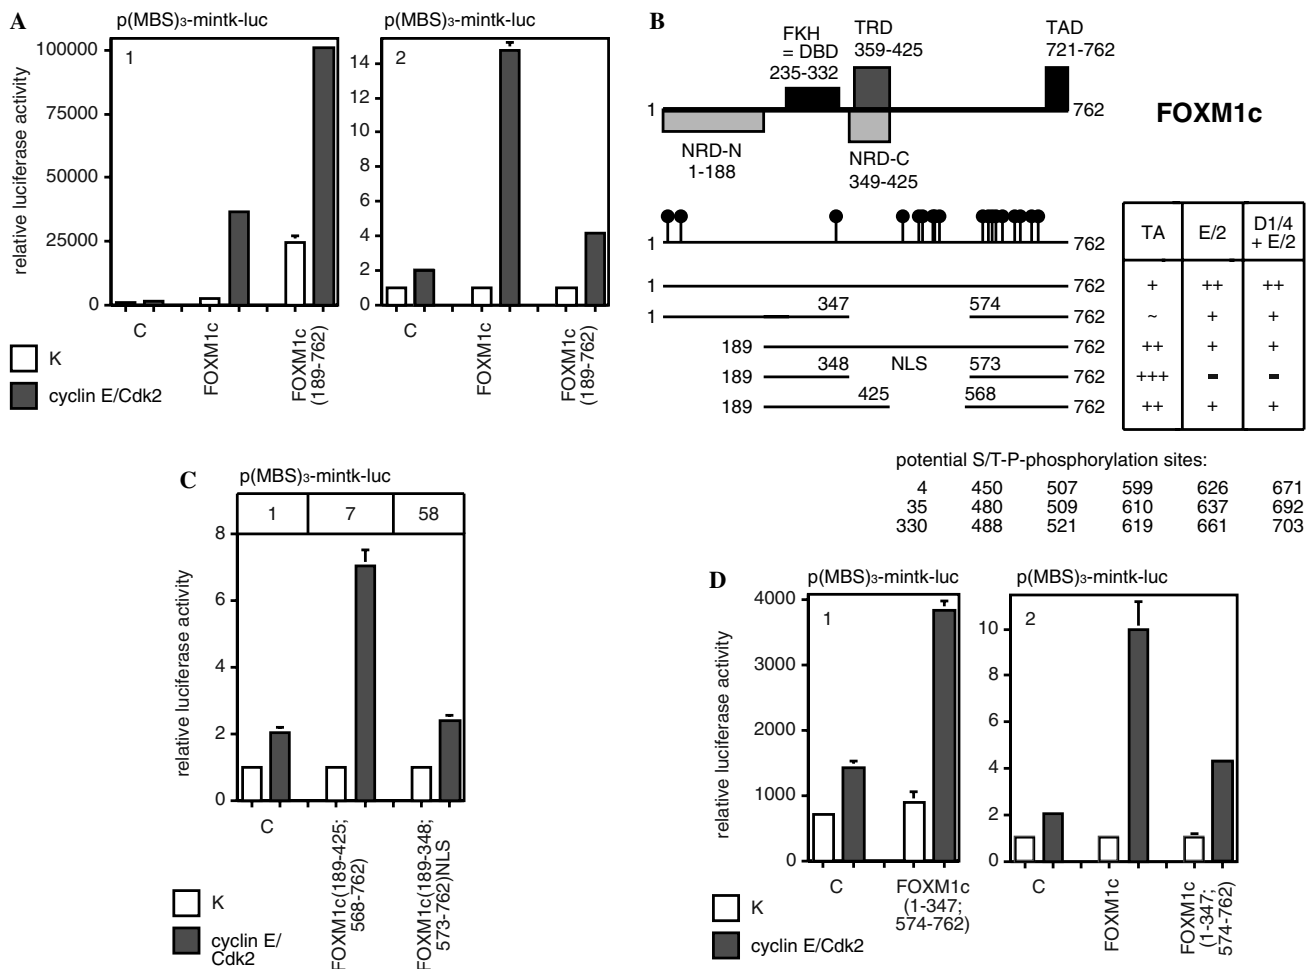 A
p(MBS)₃-mintk-luc
p(MBS)₃-mintk-luc
relative luciferase activity
100000
75000
50000
25000
0
1
14
12
10
8
6
4
2
0
2
C
FOXM1c
FOXM1c
(189-762)
C
FOXM1c
FOXM1c
(189-762)
K
cyclin E/Cdk2
B
FKH
= DBD
235-332
TRD
359-425
TAD
721-762
1
762
FOXM1c
NRD-N
1-188
NRD-C
349-425
1
762
TA
E/2
D1/4
+ E/2
1
762
+
++
++
1
347
574
762
~
+
+
189
762
++
+
+
189
348
NLS
573
762
+++
-
-
189
425
568
762
++
+
+
potential S/T-P-phosphorylation sites:
4 450 507 599 626 671
35 480 509 610 637 692
330 488 521 619 661 703
C
p(MBS)₃-mintk-luc
1
7
58
relative luciferase activity
8
6
4
2
0
C
FOXM1c(189-425;
568-762)
FOXM1c(189-348;
573-762)NLS
K
cyclin E/
Cdk2
D
p(MBS)₃-mintk-luc
p(MBS)₃-mintk-luc
relative luciferase activity
4000
3000
2000
1000
0
1
10
8
6
4
2
0
2
C
FOXM1c
(1-347;
574-762)
C
FOXM1c
FOXM1c
(1-347;
574-762)
K
cyclin E/Cdk2